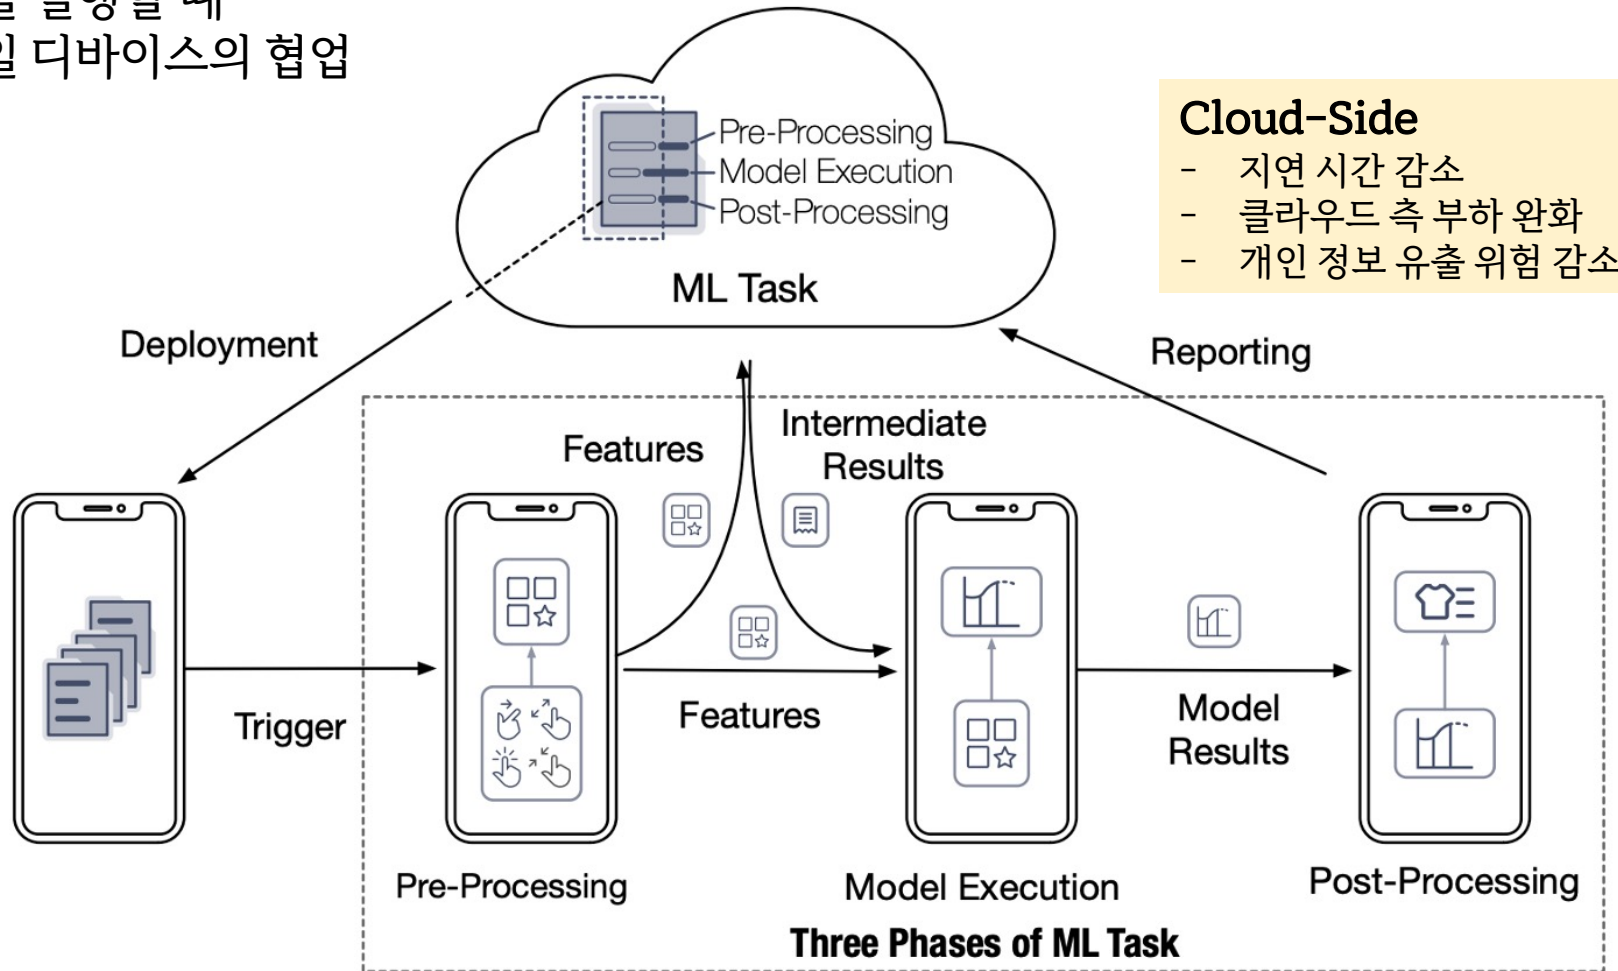 일 디바이스의 협업
Pre-Processing
Model Execution
Post-Processing
ML Task
Cloud-Side
- 지연 시간 감소
- 클라우드 측 부하 완화
- 개인 정보 유출 위험 감소
Deployment
Reporting
Features
Intermediate
Results
Trigger
Features
Model
Results
Pre-Processing
Model Execution
Post-Processing
Three Phases of ML Task